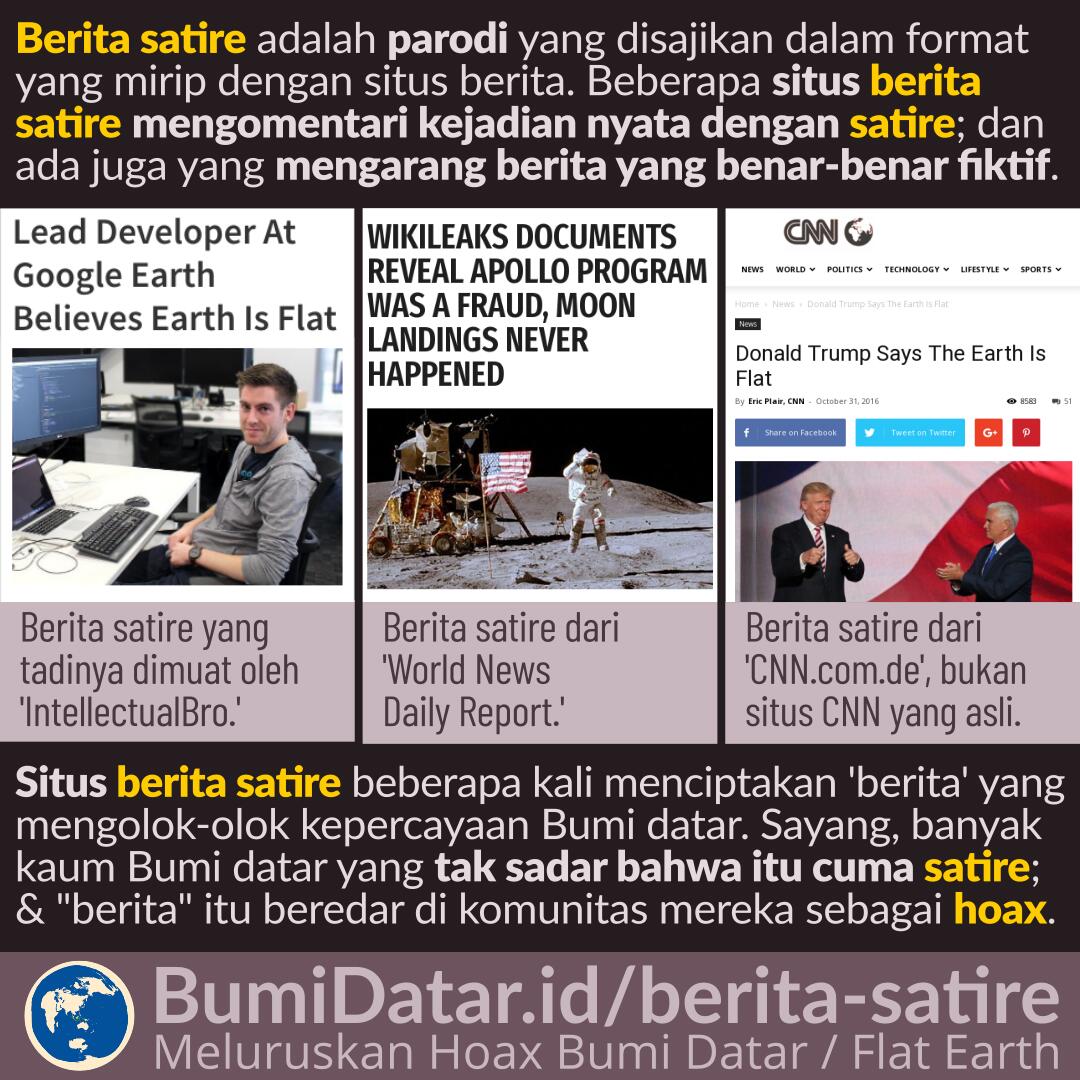 Berita satire adalah parodi yang disajikan dalam format
yang mirip dengan situs berita. Beberapa situs berita
satire mengomentari kejadian nyata dengan satire; dan
ada juga yang mengarang berita yang benar-benar fiktif.
Lead Developer At
Google Earth
Believes Earth Is Flat
Berita satire yang
tadinya dimuat oleh
'IntellectualBro.'
WIKILEAKS DOCUMENTS
REVEAL APOLLO PROGRAM
WAS A FRAUD, MOON
LANDINGS NEVER
HAPPENED
Berita satire dari
'World News
Daily Report.'
CNN
NEWS WORLD POLITICS TECHNOLOGY LIFESTYLE SPORTS
Home › News › Donald Trump Says The Earth Is Flat
News
Donald Trump Says The Earth Is
Flat
By Eric Plair, CNN - October 31, 2016 8583 51
f Share on Facebook Tweet on Twitter G+
Berita satire dari
'CNN.com.de', bukan
situs CNN yang asli.
Situs berita satire beberapa kali menciptakan 'berita' yang
mengolok-olok kepercayaan Bumi datar. Sayang, banyak
kaum Bumi datar yang tak sadar bahwa itu cuma satire;
& "berita" itu beredar di komunitas mereka sebagai hoax.
BumiDatar.id/berita-satire
Meluruskan Hoax Bumi Datar / Flat Earth